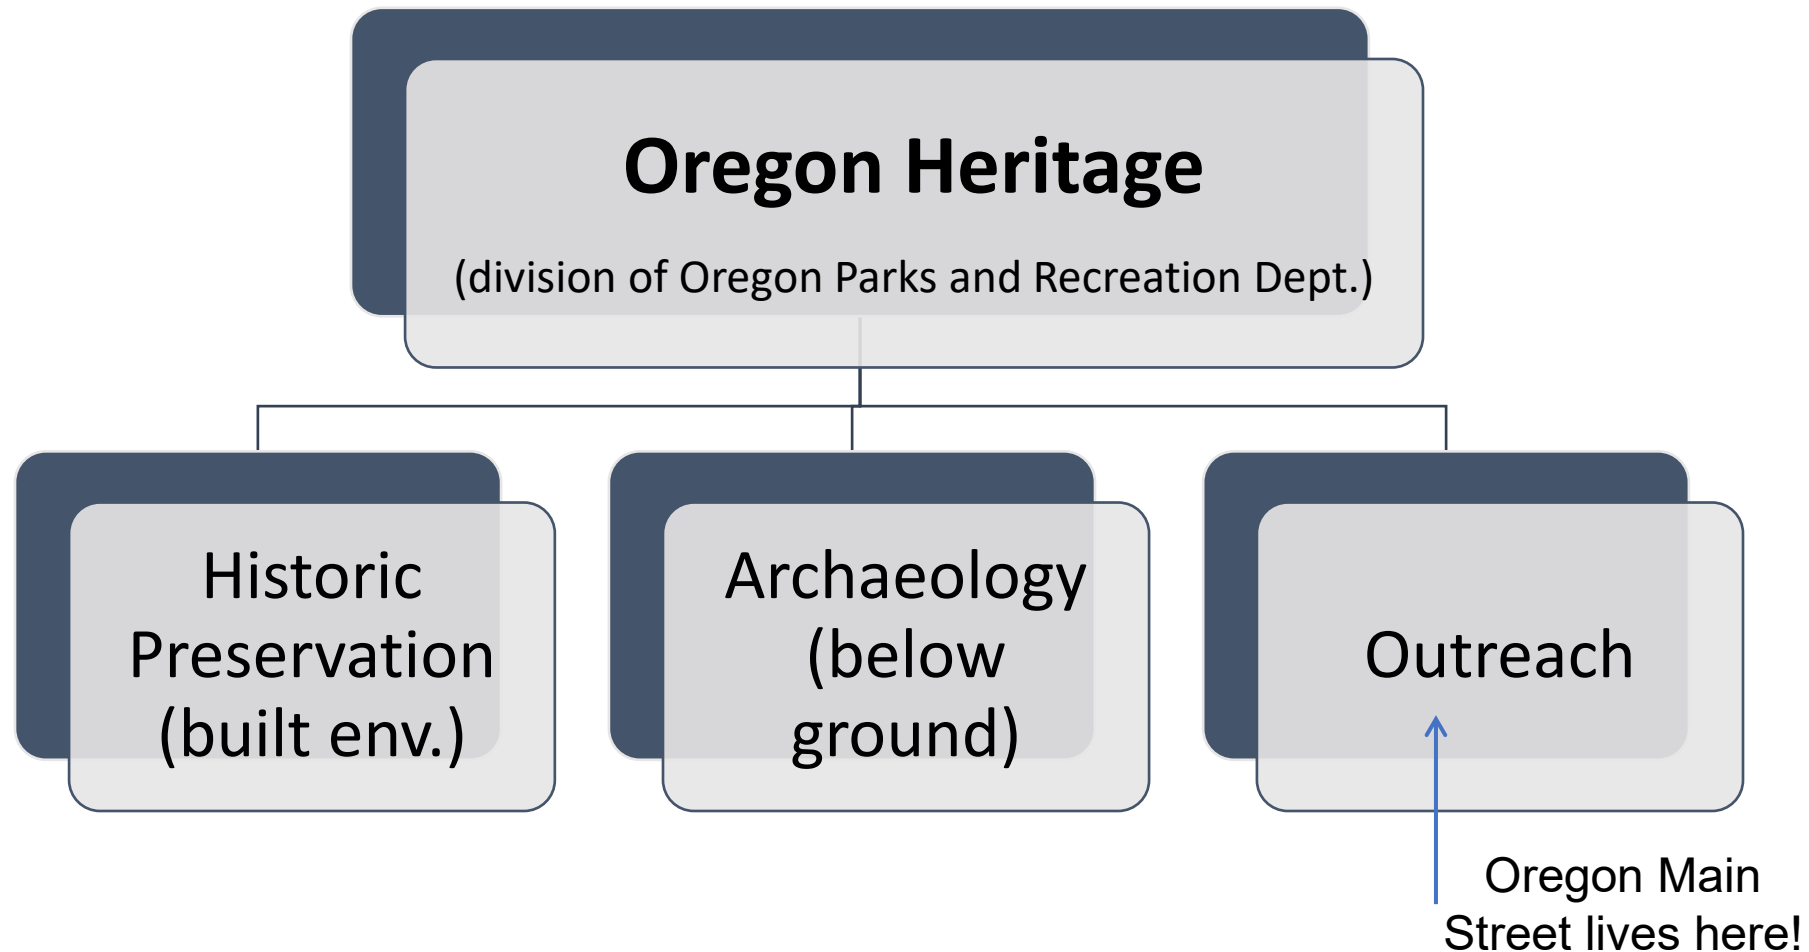 Oregon Heritage
(division of Oregon Parks and Recreation Dept.)
Historic
Preservation
(built env.)
Archaeology
(below
ground)
Outreach
Oregon Main
Street lives here!